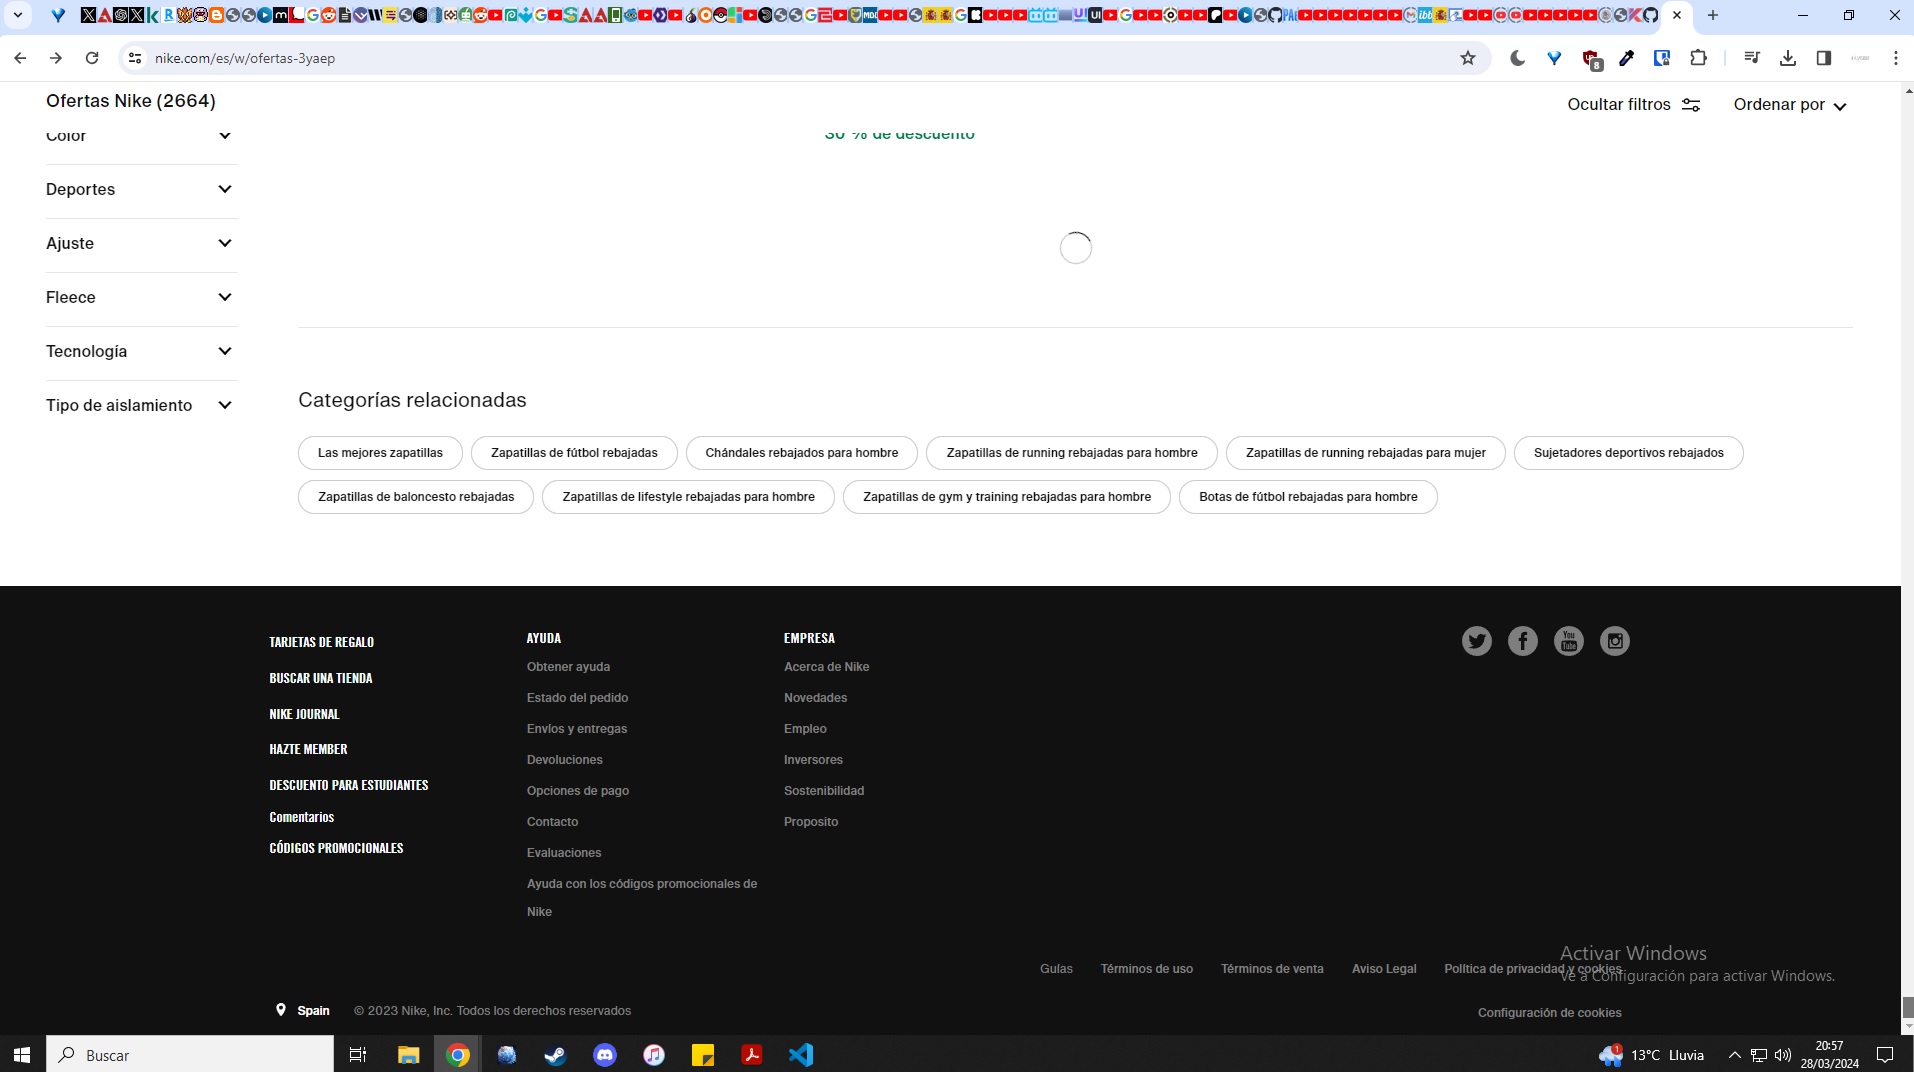 nike.com/es/w/ofertas-3yaep
8
Ofertas Nike (2664)
Ocultar filtros
Ordenar por
Color
30 % de descuento
Deportes
Ajuste
Fleece
Tecnología
Tipo de aislamiento
Categorías relacionadas
Las mejores zapatillas
Zapatillas de fútbol rebajadas
Chándales rebajados para hombre
Zapatillas de running rebajadas para hombre
Zapatillas de running rebajadas para mujer
Sujetadores deportivos rebajados
Zapatillas de baloncesto rebajadas
Zapatillas de lifestyle rebajadas para hombre
Zapatillas de gym y training rebajadas para hombre
Botas de fútbol rebajadas para hombre
TARJETAS DE REGALO
BUSCAR UNA TIENDA
NIKE JOURNAL
HAZTE MEMBER
DESCUENTO PARA ESTUDIANTES
Comentarios
CÓDIGOS PROMOCIONALES
AYUDA
Obtener ayuda
Estado del pedido
Envíos y entregas
Devoluciones
Opciones de pago
Contacto
Evaluaciones
Ayuda con los códigos promocionales de
Nike
EMPRESA
Acerca de Nike
Novedades
Empleo
Inversores
Sostenibilidad
Proposito
You
Tube
Guías
Términos de uso
Términos de venta
Aviso Legal
Política de privacidad y cookies
Configuración de cookies
Activar Windows
Ve a Configuración para activar Windows.
Spain
© 2023 Nike, Inc. Todos los derechos reservados
Buscar
1
13°C Lluvia
20:57
28/03/2024